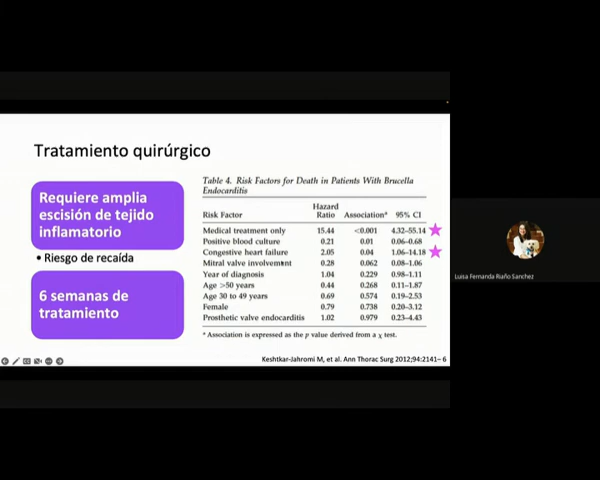 Tratamiento quirúrgico
Requiere amplia
escisión de tejido
inflamatorio
• Riesgo de recaída
6 semanas de
tratamiento
Table 4. Risk Factors for Death in Patients With Brucella
Endocarditis
Risk Factor Hazard Ratio Associationª 95% CI
Medical treatment only 15.44 <0.001 4.32–55.14
Positive blood culture 0.21 0.01 0.06–0.68
Congestive heart failure 2.05 0.04 1.06–14.18
Mitral valve involvement 0.28 0.062 0.08–1.06
Year of diagnosis 1.04 0.229 0.98–1.11
Age >50 years 0.44 0.268 0.11–1.87
Age 30 to 49 years 0.69 0.574 0.19–2.53
Female 0.79 0.738 0.20–3.12
Prosthetic valve endocarditis 1.02 0.979 0.23–4.43
ª Association is expressed as the p value derived from a χ test.
Keshtkar-Jahromi M, et al. Ann Thorac Surg 2012;94:2141– 6
Luisa Fernanda Riaño Sanchez